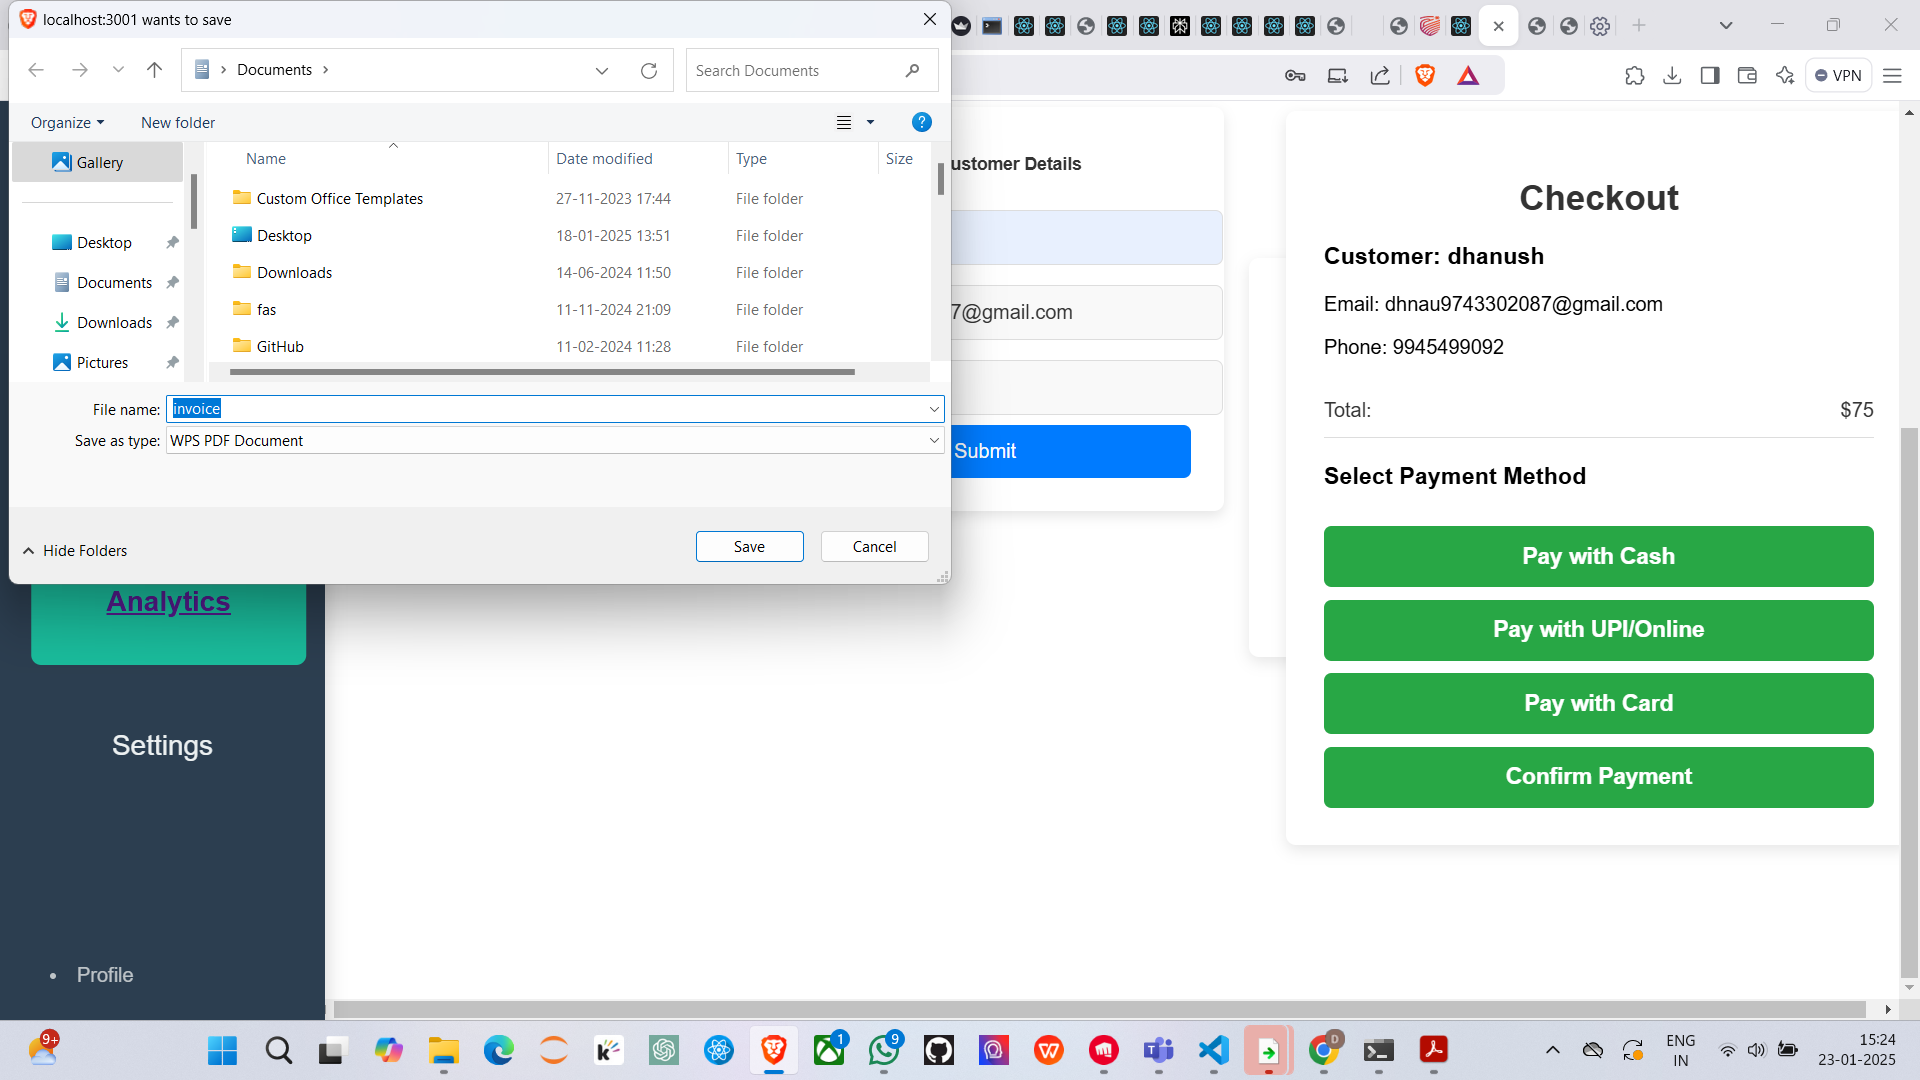 localhost:3001 wants to save
Documents
Search Documents
Organize
New folder
Gallery
Desktop
Documents
Downloads
Pictures
Name Date modified Type Size
Custom Office Templates 27-11-2023 17:44 File folder
Desktop 18-01-2025 13:51 File folder
Downloads 14-06-2024 11:50 File folder
fas 11-11-2024 21:09 File folder
GitHub 11-02-2024 11:28 File folder
File name: invoice
Save as type: WPS PDF Document
Hide Folders
Save
Cancel
VPN
ustomer Details
7@gmail.com
Submit
Checkout
Customer: dhanush
Email: dhnau9743302087@gmail.com
Phone: 9945499092
Total: $75
Select Payment Method
Pay with Cash
Pay with UPI/Online
Pay with Card
Confirm Payment
Analytics
Settings
Profile
9+
1
9
D
ENG
IN
15:24
23-01-2025